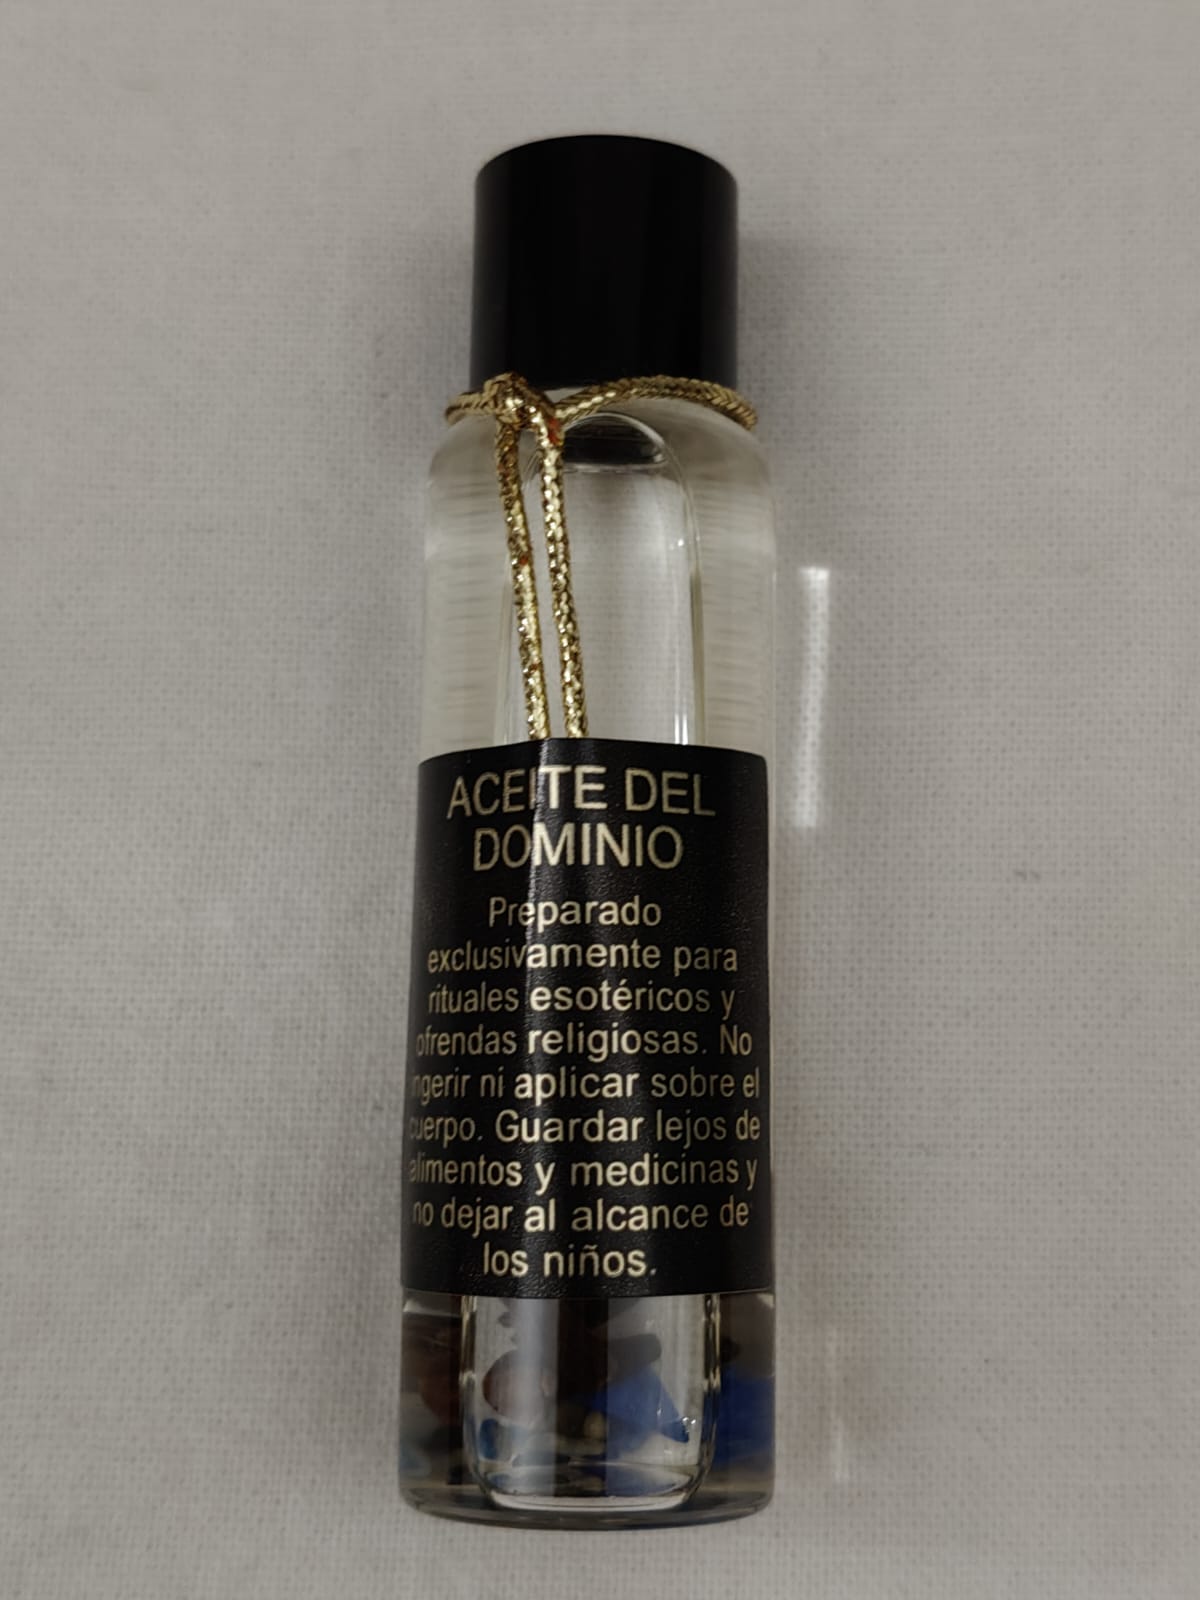 ACEITE DEL
DOMINIO
Preparado
exclusivamente para
rituales esotéricos y
ofrendas religiosas. No
ingerir ni aplicar sobre el
cuerpo. Guardar lejos de
alimentos y medicinas y
no dejar al alcance de
los niños.